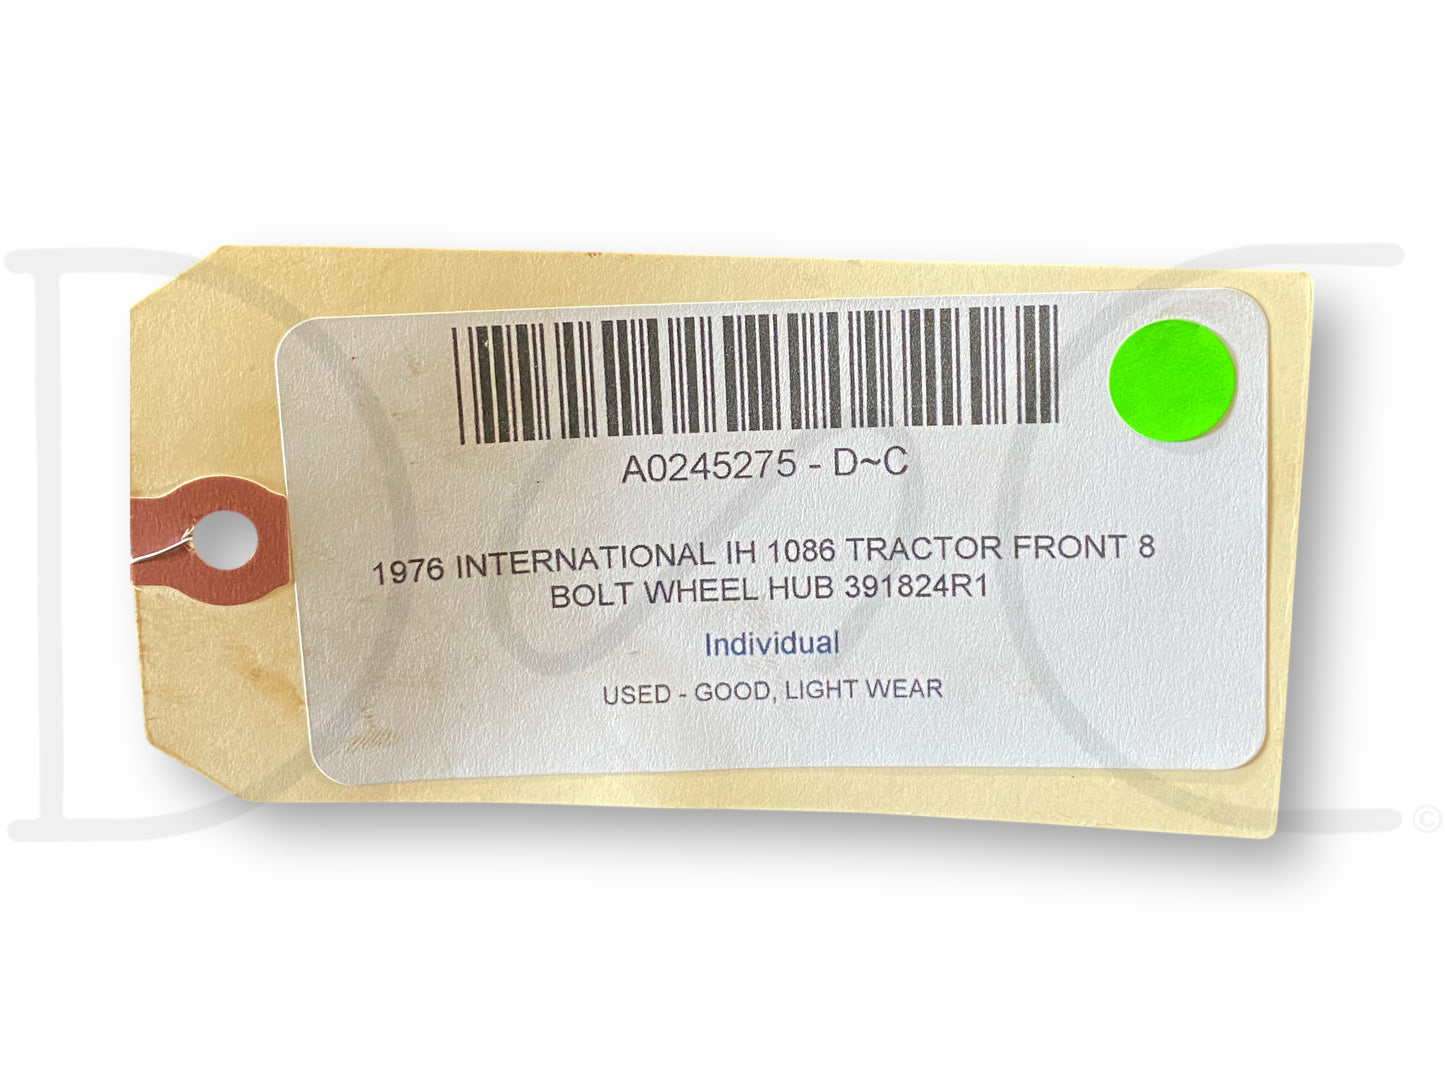 A0245275 - D~C
1976 INTERNATIONAL IH 1086 TRACTOR FRONT 8
BOLT WHEEL HUB 391824R1
Individual
USED - GOOD, LIGHT WEAR
D C
©